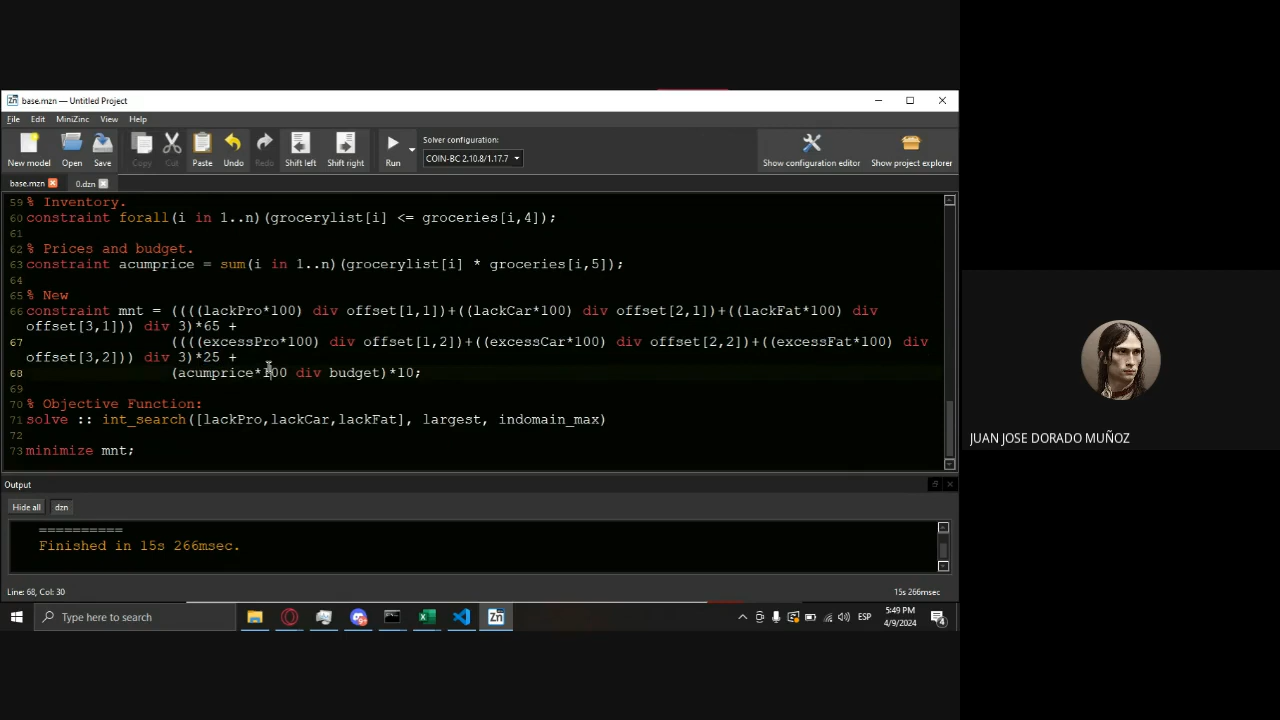 base.mzn — Untitled Project
File Edit MiniZinc View Help
New model Open Save Copy Cut Paste Undo Redo Shift left Shift right Run
Solver configuration:
COIN-BC 2.10.8/1.17.7
Show configuration editor Show project explorer
base.mzn 0.dzn
59 % Inventory.
60 constraint forall(i in 1..n)(grocerylist[i] <= groceries[i,4]);
61
62 % Prices and budget.
63 constraint acumprice = sum(i in 1..n)(grocerylist[i] * groceries[i,5]);
64
65 % New
66 constraint mnt = ((((lackPro*100) div offset[1,1])+((lackCar*100) div offset[2,1])+((lackFat*100) div
offset[3,1])) div 3)*65 +
67 ((((excessPro*100) div offset[1,2])+((excessCar*100) div offset[2,2])+((excessFat*100) div
offset[3,2])) div 3)*25 +
68 (acumprice*100 div budget)*10;
69
70 % Objective Function:
71 solve :: int_search([lackPro,lackCar,lackFat], largest, indomain_max)
72
73 minimize mnt;
Output
Hide all dzn
==========
Finished in 15s 266msec.
Line: 68, Col: 30 15s 266msec
Type here to search
ESP
5:49 PM
4/9/2024
4
JUAN JOSE DORADO MUÑOZ